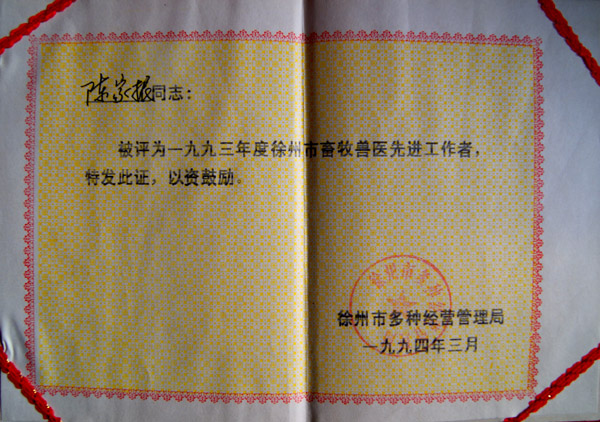 陈家振同志：
被评为一九九三年度徐州市畜牧兽医先进工作者，
特发此证，以资鼓励。
徐州市多种经营管理局
一九九四年三月